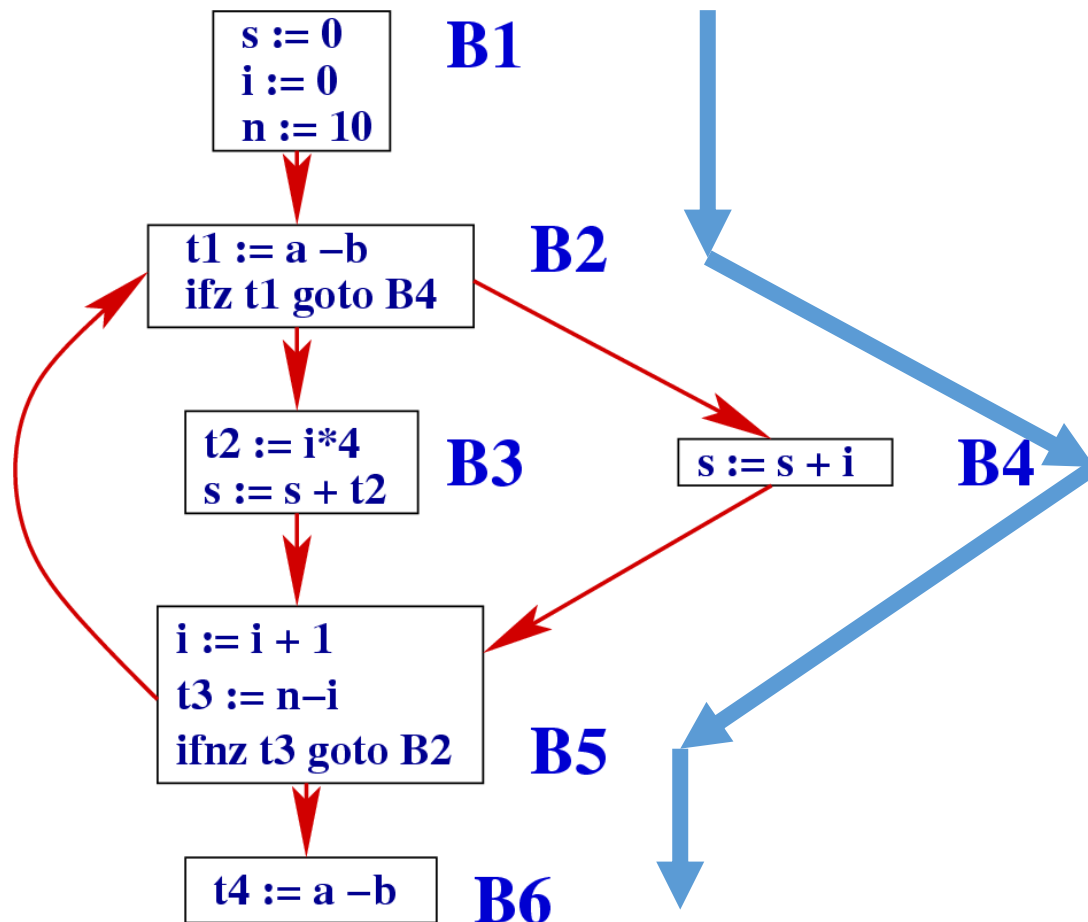 s := 0
i := 0
n := 10
B1
t1 := a −b
ifz t1 goto B4
B2
t2 := i*4
s := s + t2
B3
s := s + i
B4
i := i + 1
t3 := n−i
ifnz t3 goto B2
B5
t4 := a −b
B6